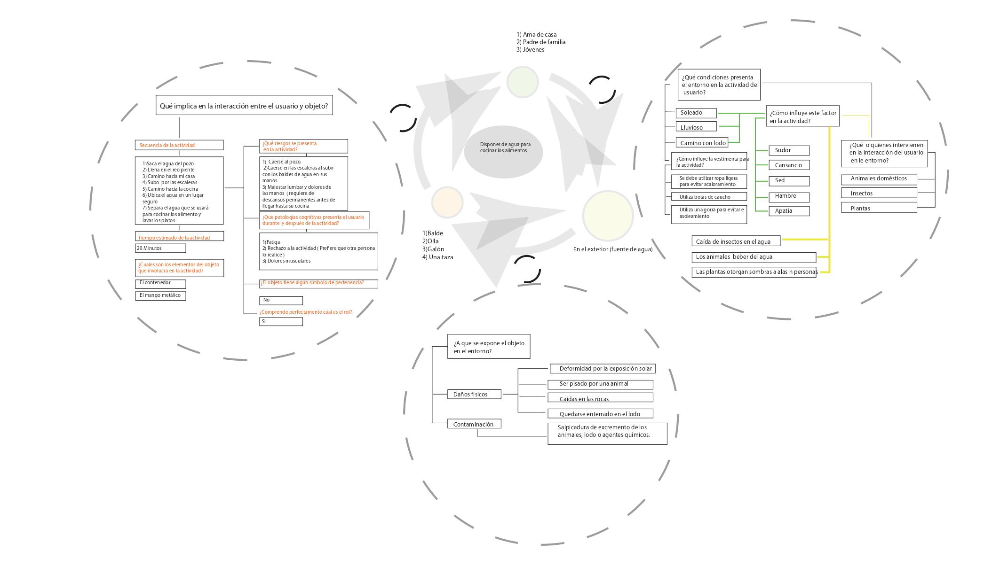 1) Ama de casa
2) Padre de familia
3) Jóvenes
Disponer de agua para
cocinar los alimentos
1)Balde
2)Olla
3)Galón
4) Una taza
En el exterior (fuente de agua)
Qué implica en la interacción entre el usuario y objeto?
Secuencia de la actividad
1)Saca el agua del pozo
2) Llena en el recipiente
3) Camino hacia mi casa
4) Subo por las escaleras
5) Camino hacia la cocina
6) Ubica el agua en un lugar
seguro
7) Separa el agua que se usará
para cocinar los alimento y
lavar los platos
Tiempo estimado de la actividad
20 Minutos
¿Cuales son los elementos del objeto
que involucra en la actividad?
El contenedor
El mango metálico
¿Qué riesgos se presenta
en la actividad?
1) Caerse al pozo.
2)Caerse en las escaleras al subir
con los baldes de agua en sus
manos.
3) Malestar lumbar y dolores de
las manos ( requiere de
descansos permanentes antes de
llegar hasta su cocina
¿Que patologías cognitivas presenta el usuario
durante y después de la actividad?
1)Fatiga
2) Rechazo a la actividad ( Prefiere que otra persona
lo realice )
3) Dolores musculares
¿El objeto tiene algún simbolo de pertenencia?
No
¿Comprende perfectamente cúal es el rol?
Si
¿Qué condiciones presenta
el entorno en la actividad del
usuario?
Soleado
Lluvioso
Camino con lodo
¿Cómo influye la vestimenta para
la actividad?
Se debe utilizar ropa ligera
para evitar acaloramiento
Utiliza botas de caucho
Utiliza una gorra para evitar e
asoleamiento
¿Cómo influye este factor
en la actividad?
Sudor
Cansancio
Sed
Hambre
Apatía
¿Qué o quienes intervienen
en la interacción del usuario
en le entorno?
Animales domésticos
Insectos
Plantas
Caída de insectos en el agua
Los animales beber del agua
Las plantas otorgan sombras a alas n personas
¿A que se expone el objeto
en el entorno?
Daños físicos
Deformidad por la exposición solar
Ser pisado por una animal
Caídas en las rocas
Quedarse enterrado en el lodo
Contaminación
Salpicadura de excremento de los
animales, lodo o agentes químicos.